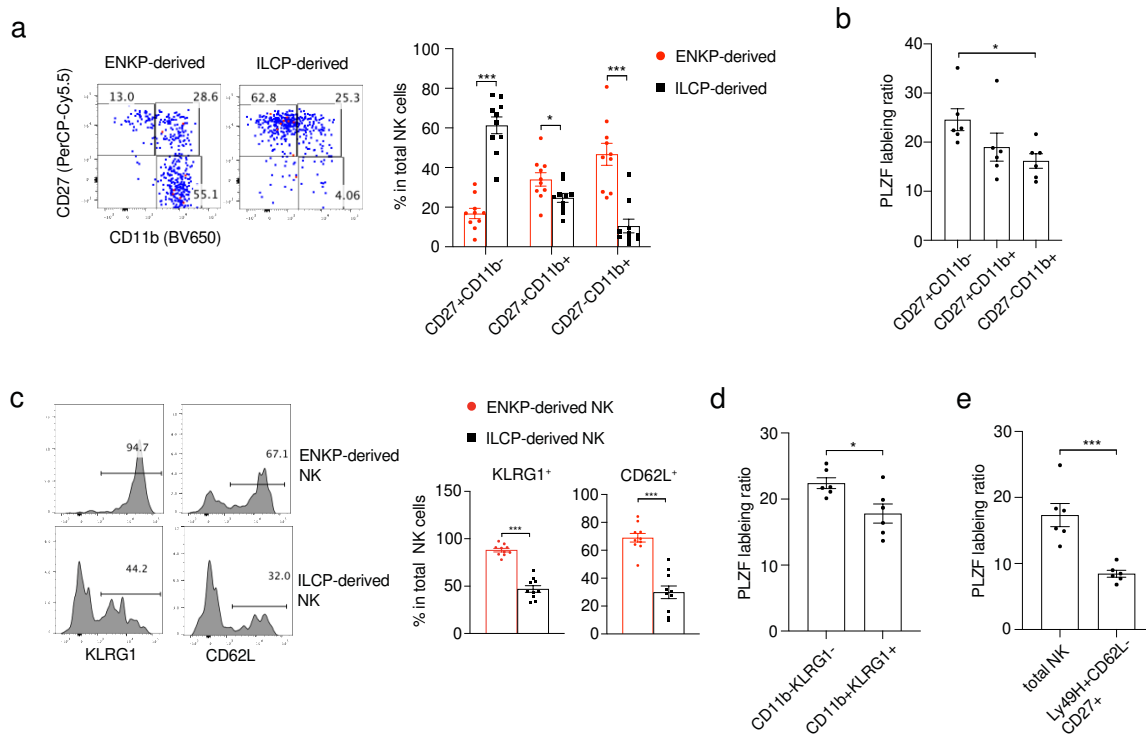 a
ENKP-derived
ILCP-derived
13.0
28.6
62.8
25.3
55.1
4.06
CD27 (PerCP-Cy5.5)
CD11b (BV650)
% in total NK cells
100
80
60
40
20
0
***
*
***
ENKP-derived
ILCP-derived
CD27+CD11b-
CD27+CD11b+
CD27-CD11b+
b
PLZF lableing ratio
40
30
20
10
0
*
CD27+CD11b-
CD27+CD11b+
CD27-CD11b+
c
94.7
67.1
ENKP-derived
NK
44.2
32.0
ILCP-derived
NK
KLRG1
CD62L
ENKP-derived NK
ILCP-derived NK
KLRG1+
CD62L+
% in total NK cells
150
100
50
0
***
100
80
60
40
20
0
***
d
PLZF lableing ratio
30
20
10
0
*
CD11b-KLRG1-
CD11b+KLRG1+
e
PLZF lableing ratio
30
20
10
0
***
total NK
Ly49H+CD62L-
CD27+